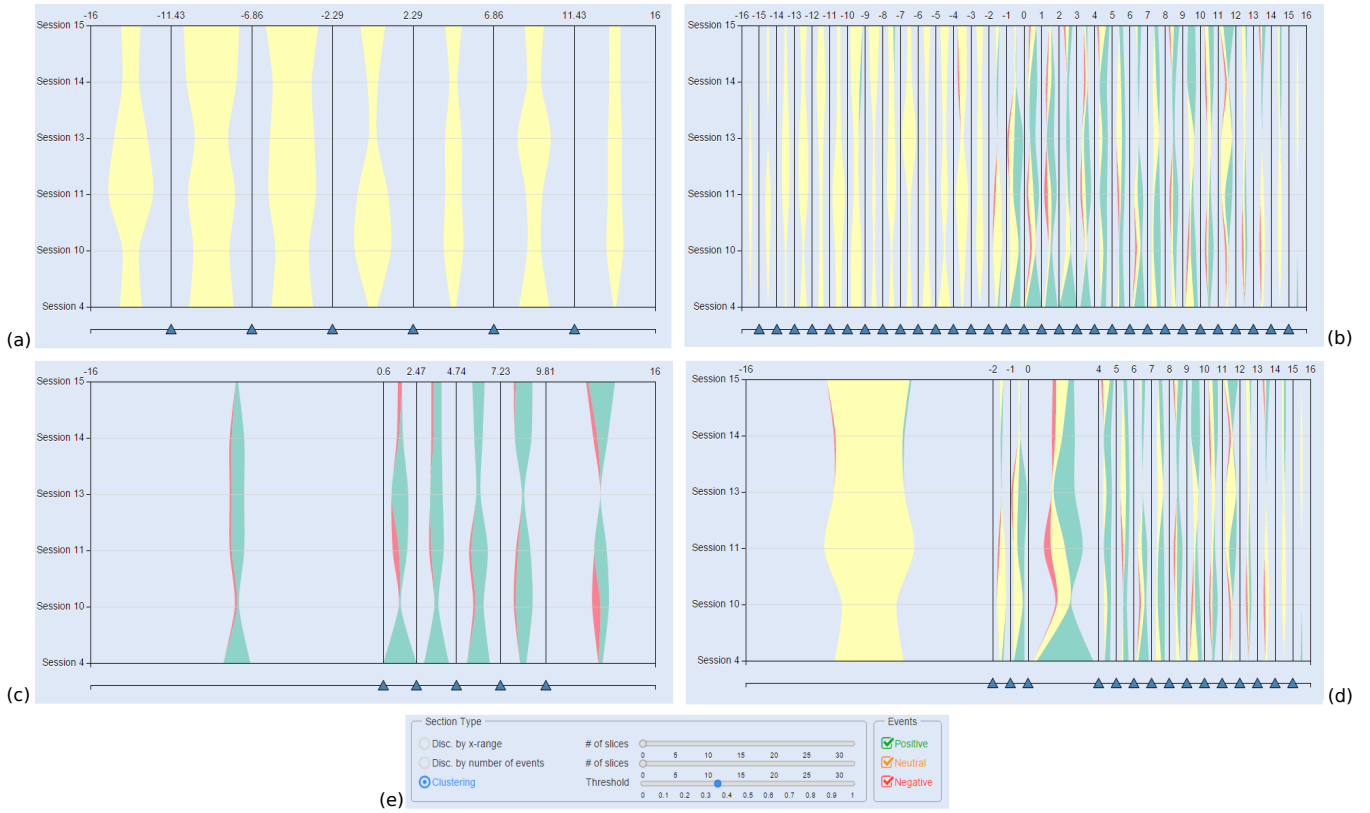 -16 -11.43 -6.86 -2.29 2.29 6.86 11.43 16
Session 15
Session 14
Session 13
Session 11
Session 10
Session 4
(a)
-16 -15 -14 -13 -12 -11 -10 -9 -8 -7 -6 -5 -4 -3 -2 -1 0 1 2 3 4 5 6 7 8 9 10 11 12 13 14 15 16
Session 15
Session 14
Session 13
Session 11
Session 10
Session 4
(b)
-16 0.6 2.47 4.74 7.23 9.81 16
Session 15
Session 14
Session 13
Session 11
Session 10
Session 4
(c)
-16 -2 -1 0 4 5 6 7 8 9 10 11 12 13 14 15 16
Session 15
Session 14
Session 13
Session 11
Session 10
Session 4
(d)
Section Type
Disc. by x-range # of slices
0 5 10 15 20 25 30
Disc. by number of events # of slices
0 5 10 15 20 25 30
Clustering Threshold
0 0.1 0.2 0.3 0.4 0.5 0.6 0.7 0.8 0.9 1
Events
Positive
Neutral
Negative
(e)